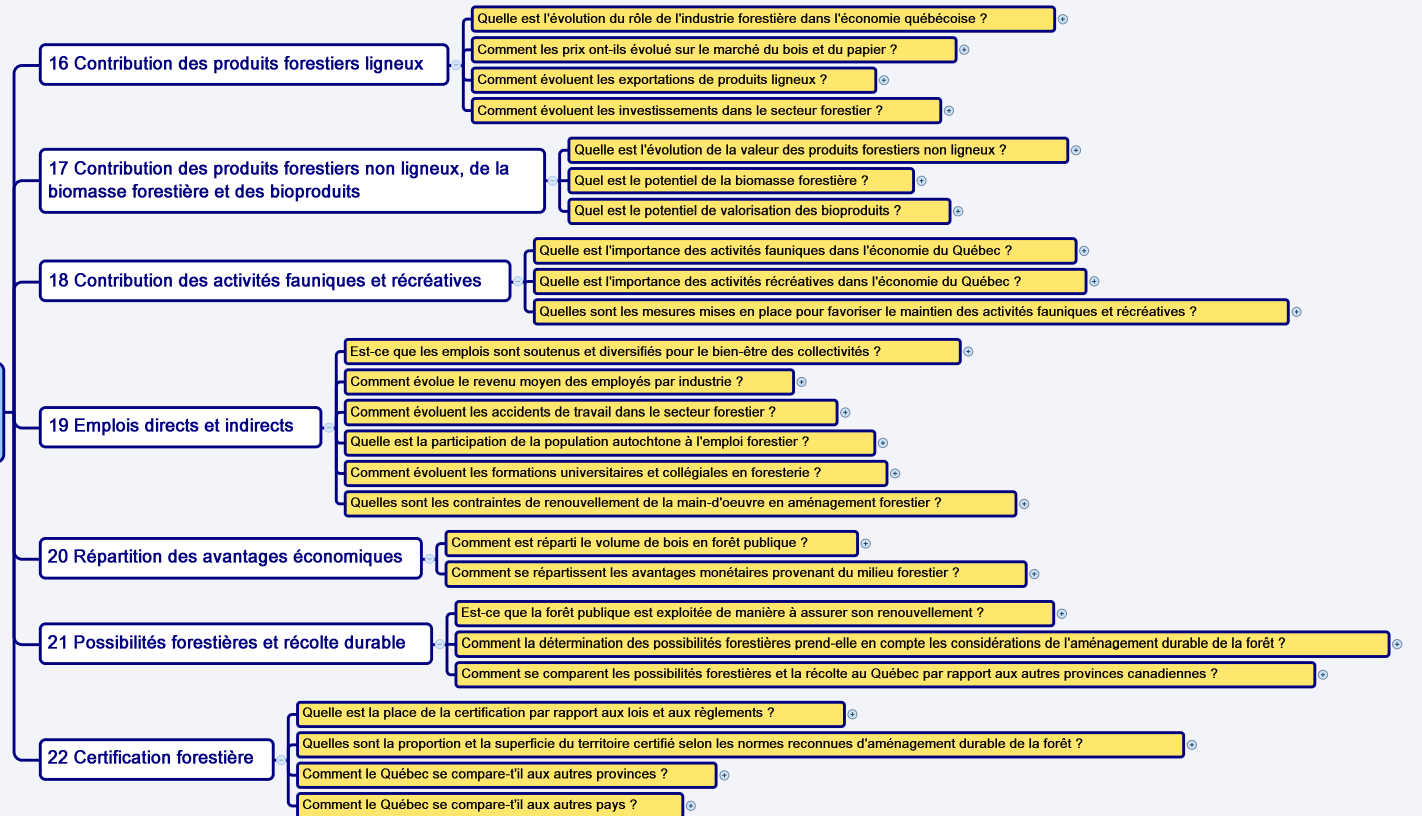 16 Contribution des produits forestiers ligneux
Quelle est l'évolution du rôle de l'industrie forestière dans l'économie québécoise ?
Comment les prix ont-ils évolué sur le marché du bois et du papier ?
Comment évoluent les exportations de produits ligneux ?
Comment évoluent les investissements dans le secteur forestier ?
17 Contribution des produits forestiers non ligneux, de la
biomasse forestière et des bioproduits
Quelle est l'évolution de la valeur des produits forestiers non ligneux ?
Quel est le potentiel de la biomasse forestière ?
Quel est le potentiel de valorisation des bioproduits ?
18 Contribution des activités fauniques et récréatives
Quelle est l'importance des activités fauniques dans l'économie du Québec ?
Quelle est l'importance des activités récréatives dans l'économie du Québec ?
Quelles sont les mesures mises en place pour favoriser le maintien des activités fauniques et récréatives ?
19 Emplois directs et indirects
Est-ce que les emplois sont soutenus et diversifiés pour le bien-être des collectivités ?
Comment évolue le revenu moyen des employés par industrie ?
Comment évoluent les accidents de travail dans le secteur forestier ?
Quelle est la participation de la population autochtone à l'emploi forestier ?
Comment évoluent les formations universitaires et collégiales en foresterie ?
Quelles sont les contraintes de renouvellement de la main-d'oeuvre en aménagement forestier ?
20 Répartition des avantages économiques
Comment est réparti le volume de bois en forêt publique ?
Comment se répartissent les avantages monétaires provenant du milieu forestier ?
21 Possibilités forestières et récolte durable
Est-ce que la forêt publique est exploitée de manière à assurer son renouvellement ?
Comment la détermination des possibilités forestières prend-elle en compte les considérations de l'aménagement durable de la forêt ?
Comment se comparent les possibilités forestières et la récolte au Québec par rapport aux autres provinces canadiennes ?
22 Certification forestière
Quelle est la place de la certification par rapport aux lois et aux règlements ?
Quelles sont la proportion et la superficie du territoire certifié selon les normes reconnues d'aménagement durable de la forêt ?
Comment le Québec se compare-t'il aux autres provinces ?
Comment le Québec se compare-t'il aux autres pays ?